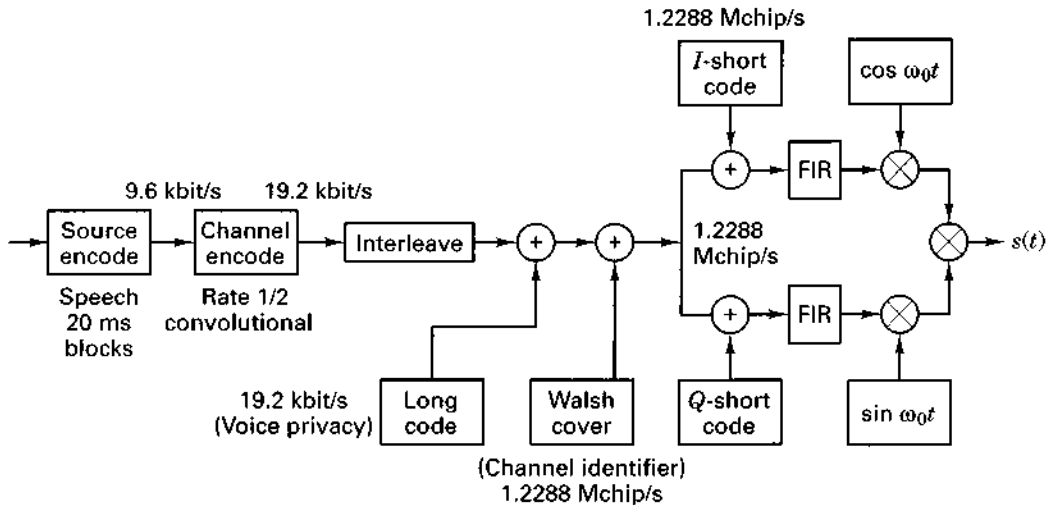 1.2288 Mchip/s
I-short
code
cos ω₀t
9.6 kbit/s
19.2 kbit/s
+
FIR
Source
encode
Channel
encode
Interleave
+
+
1.2288
Mchip/s
s(t)
Speech
20 ms
blocks
Rate 1/2
convolutional
+
FIR
19.2 kbit/s
(Voice privacy)
Long
code
Walsh
cover
Q-short
code
sin ω₀t
(Channel identifier)
1.2288 Mchip/s